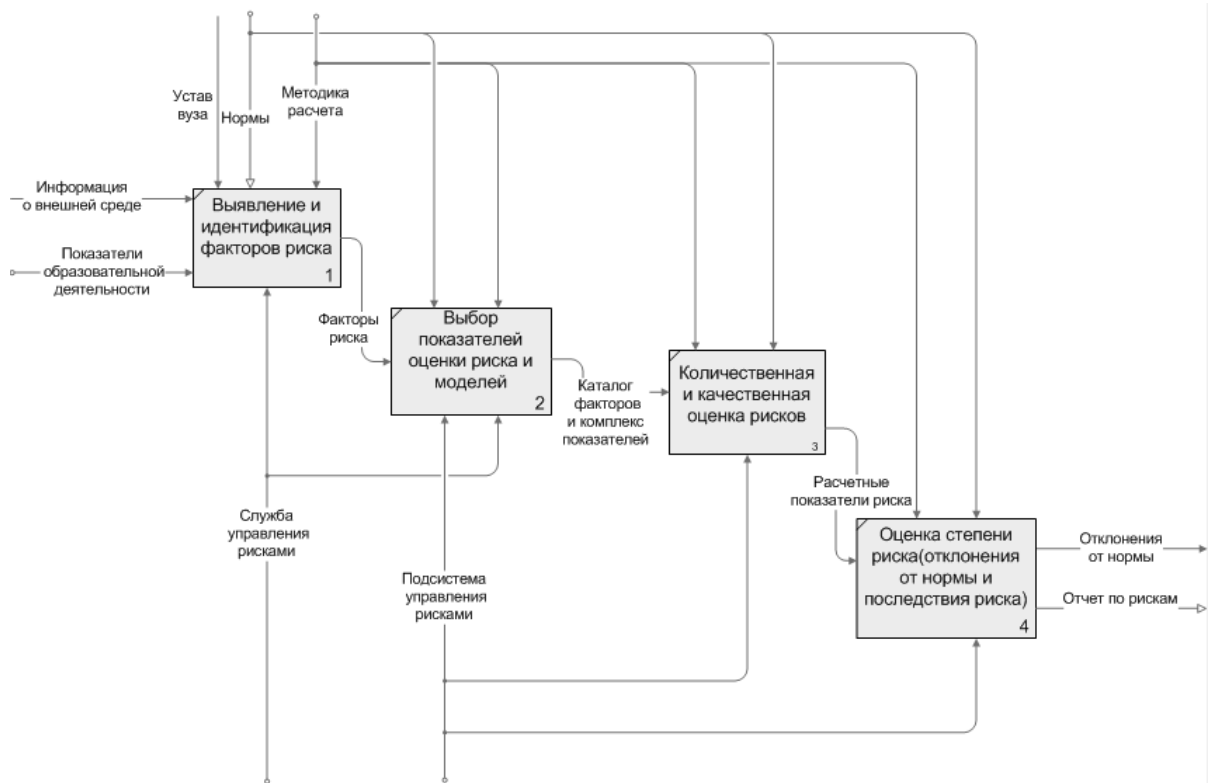 Устав
вуза
Нормы
Методика
расчета
Информация
о внешней среде
Показатели
образовательной
деятельности
Выявление и
идентификация
факторов риска
1
Факторы
риска
Выбор
показателей
оценки риска и
моделей
2
Каталог
факторов
и комплекс
показателей
Количественная
и качественная
оценка рисков
3
Расчетные
показатели риска
Служба
управления
рисками
Подсистема
управления
рисками
Оценка степени
риска(отклонения
от нормы и
последствия риска)
4
Отклонения
от нормы
Отчет по рискам